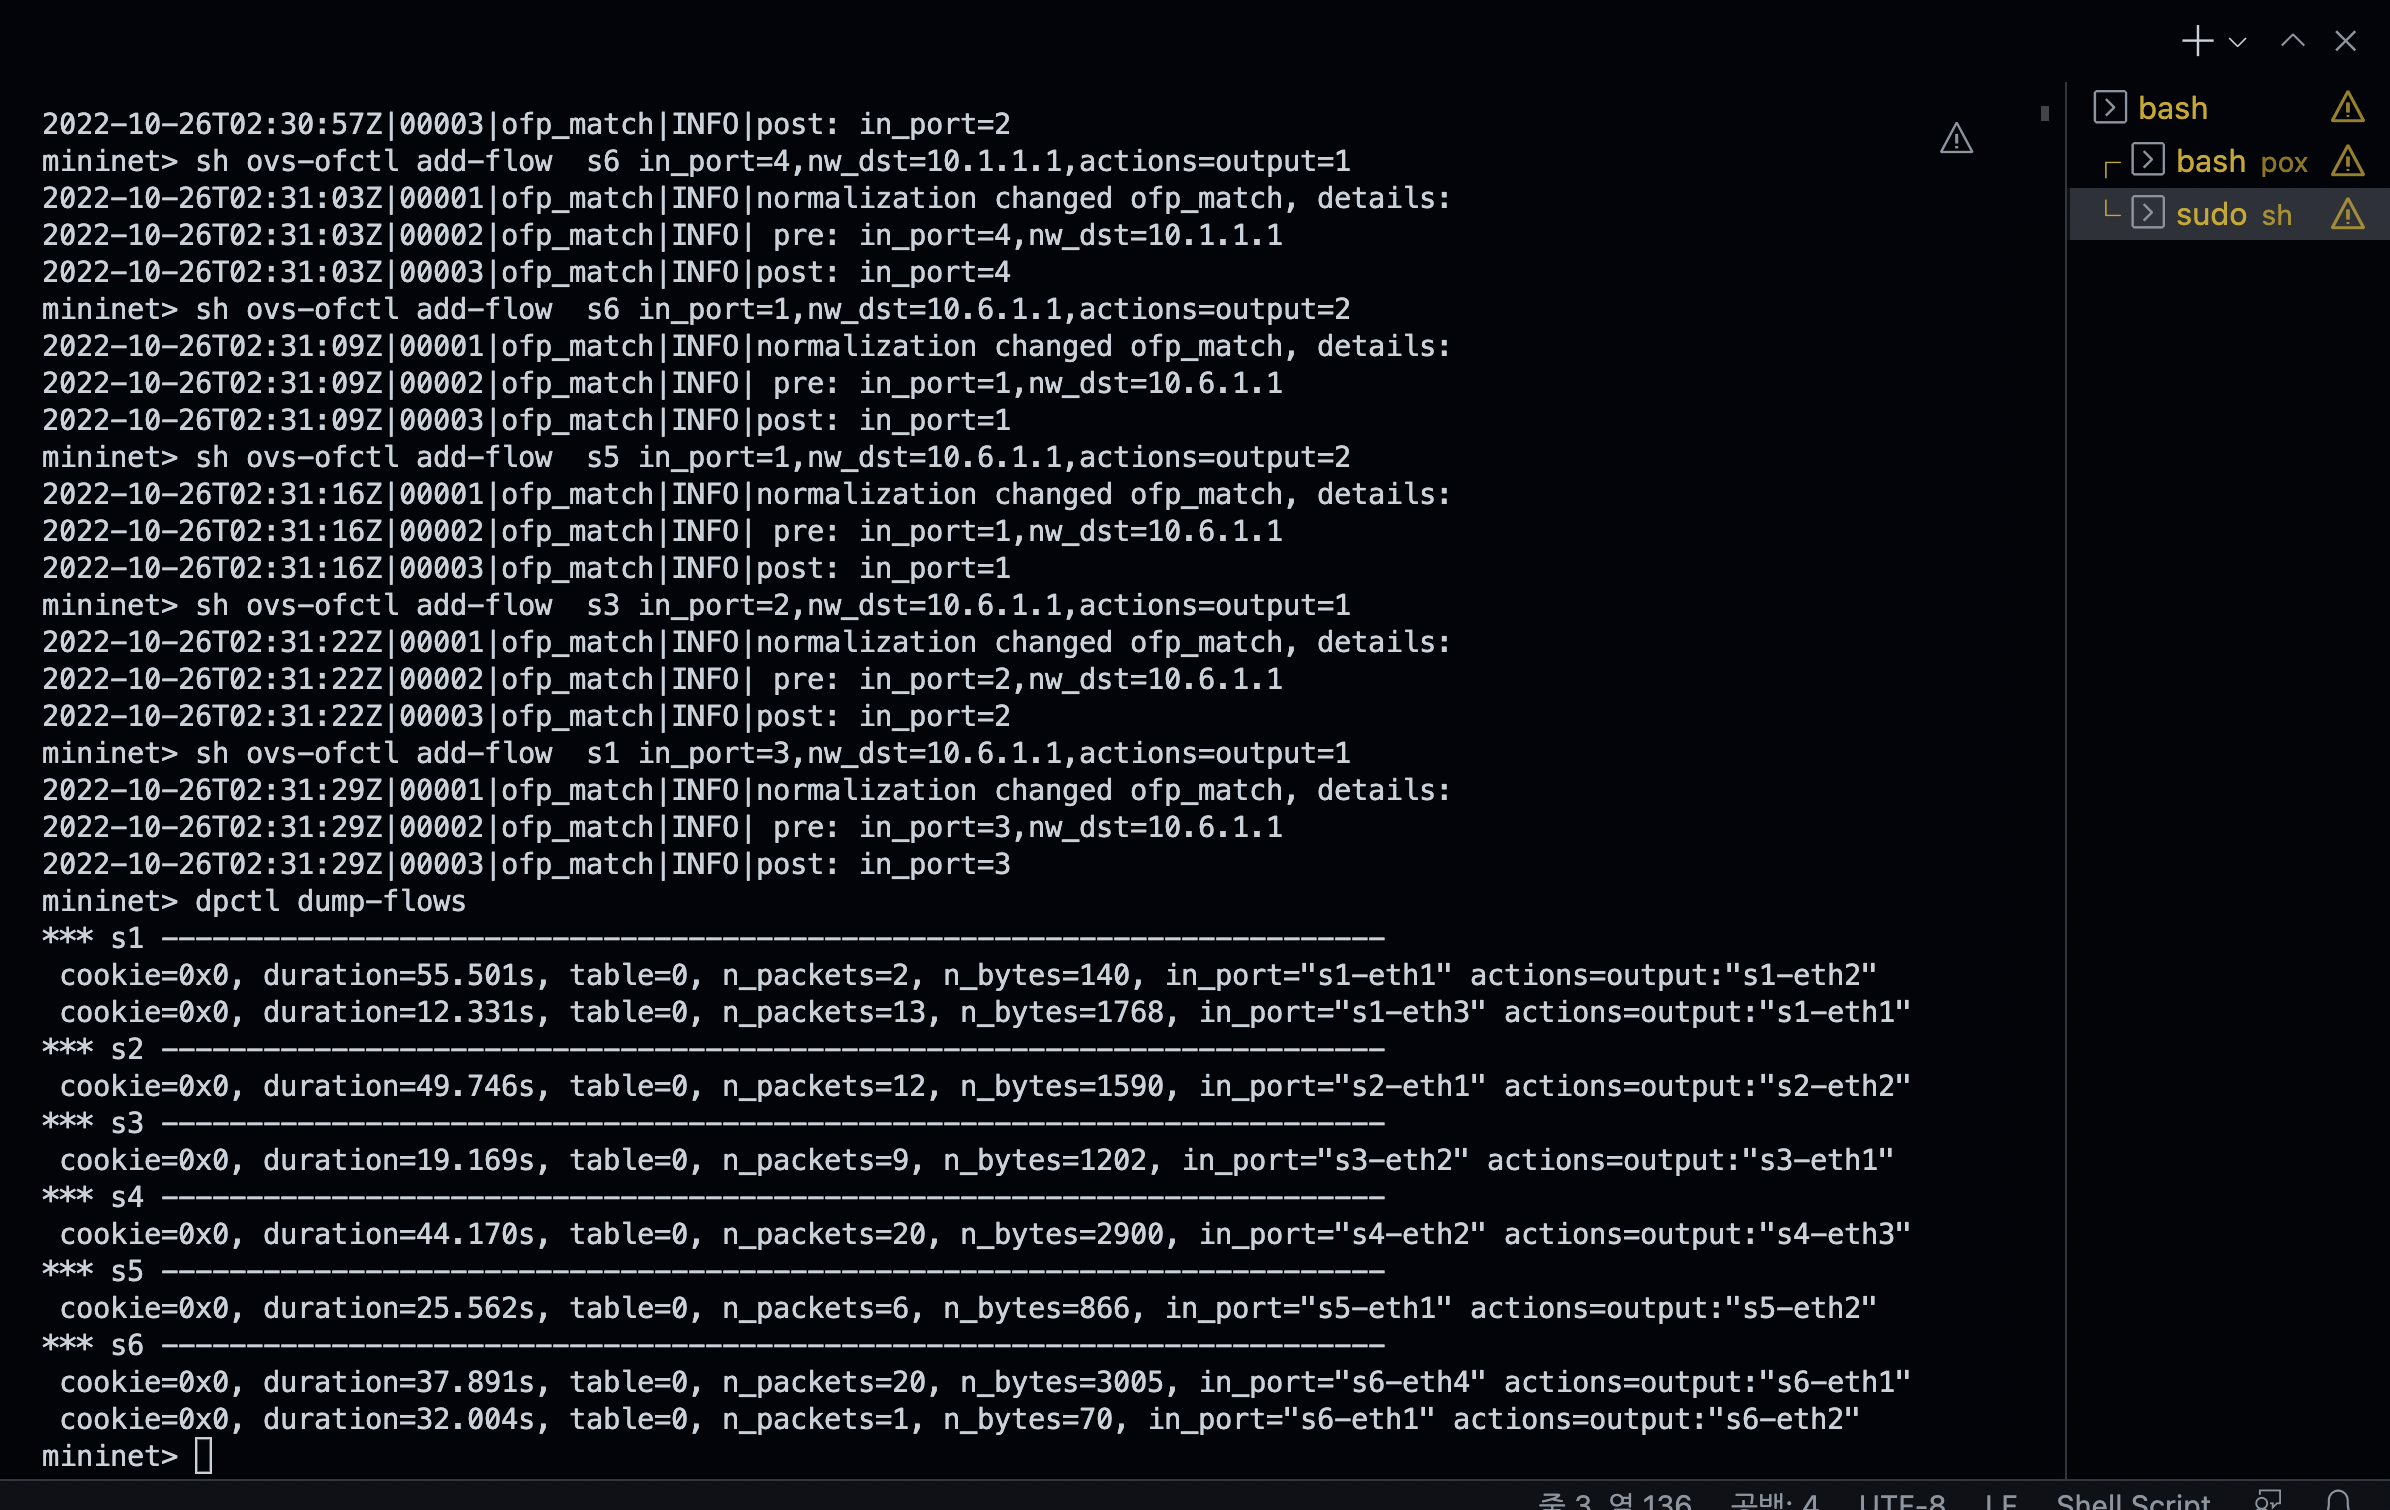 2022-10-26T02:30:57Z|00003|ofp_match|INFO|post: in_port=2
mininet> sh ovs-ofctl add-flow  s6 in_port=4,nw_dst=10.1.1.1,actions=output=1
2022-10-26T02:31:03Z|00001|ofp_match|INFO|normalization changed ofp_match, details:
2022-10-26T02:31:03Z|00002|ofp_match|INFO| pre: in_port=4,nw_dst=10.1.1.1
2022-10-26T02:31:03Z|00003|ofp_match|INFO|post: in_port=4
mininet> sh ovs-ofctl add-flow  s6 in_port=1,nw_dst=10.6.1.1,actions=output=2
2022-10-26T02:31:09Z|00001|ofp_match|INFO|normalization changed ofp_match, details:
2022-10-26T02:31:09Z|00002|ofp_match|INFO| pre: in_port=1,nw_dst=10.6.1.1
2022-10-26T02:31:09Z|00003|ofp_match|INFO|post: in_port=1
mininet> sh ovs-ofctl add-flow  s5 in_port=1,nw_dst=10.6.1.1,actions=output=2
2022-10-26T02:31:16Z|00001|ofp_match|INFO|normalization changed ofp_match, details:
2022-10-26T02:31:16Z|00002|ofp_match|INFO| pre: in_port=1,nw_dst=10.6.1.1
2022-10-26T02:31:16Z|00003|ofp_match|INFO|post: in_port=1
mininet> sh ovs-ofctl add-flow  s3 in_port=2,nw_dst=10.6.1.1,actions=output=1
2022-10-26T02:31:22Z|00001|ofp_match|INFO|normalization changed ofp_match, details:
2022-10-26T02:31:22Z|00002|ofp_match|INFO| pre: in_port=2,nw_dst=10.6.1.1
2022-10-26T02:31:22Z|00003|ofp_match|INFO|post: in_port=2
mininet> sh ovs-ofctl add-flow  s1 in_port=3,nw_dst=10.6.1.1,actions=output=1
2022-10-26T02:31:29Z|00001|ofp_match|INFO|normalization changed ofp_match, details:
2022-10-26T02:31:29Z|00002|ofp_match|INFO| pre: in_port=3,nw_dst=10.6.1.1
2022-10-26T02:31:29Z|00003|ofp_match|INFO|post: in_port=3
mininet> dpctl dump-flows
*** s1 ------------------------------------------------------------------------
 cookie=0x0, duration=55.501s, table=0, n_packets=2, n_bytes=140, in_port="s1-eth1" actions=output:"s1-eth2"
 cookie=0x0, duration=12.331s, table=0, n_packets=13, n_bytes=1768, in_port="s1-eth3" actions=output:"s1-eth1"
*** s2 ------------------------------------------------------------------------
 cookie=0x0, duration=49.746s, table=0, n_packets=12, n_bytes=1590, in_port="s2-eth1" actions=output:"s2-eth2"
*** s3 ------------------------------------------------------------------------
 cookie=0x0, duration=19.169s, table=0, n_packets=9, n_bytes=1202, in_port="s3-eth2" actions=output:"s3-eth1"
*** s4 ------------------------------------------------------------------------
 cookie=0x0, duration=44.170s, table=0, n_packets=20, n_bytes=2900, in_port="s4-eth2" actions=output:"s4-eth3"
*** s5 ------------------------------------------------------------------------
 cookie=0x0, duration=25.562s, table=0, n_packets=6, n_bytes=866, in_port="s5-eth1" actions=output:"s5-eth2"
*** s6 ------------------------------------------------------------------------
 cookie=0x0, duration=37.891s, table=0, n_packets=20, n_bytes=3005, in_port="s6-eth4" actions=output:"s6-eth1"
 cookie=0x0, duration=32.004s, table=0, n_packets=1, n_bytes=70, in_port="s6-eth1" actions=output:"s6-eth2"
mininet>
bash
bash pox
sudo sh
줄 3, 열 136 공백: 4 UTF-8 LF Shell Script